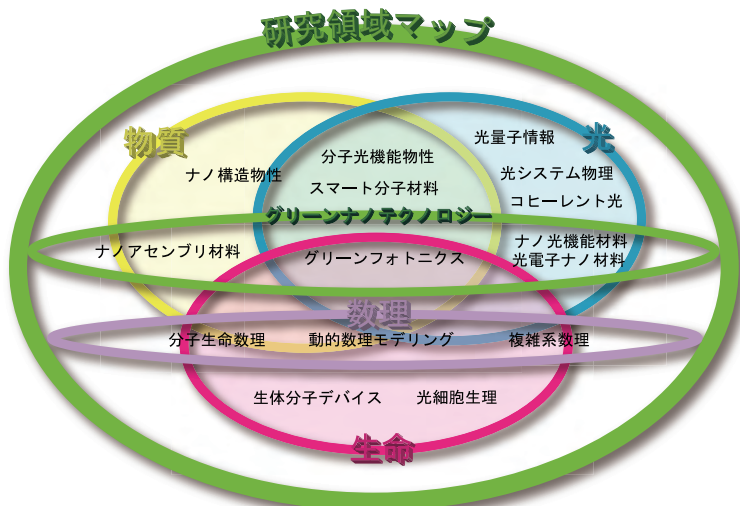 研究領域マップ
物質
光
光量子情報
分子光機能物性
ナノ構造物性
光システム物理
スマート分子材料
コヒーレント光
グリーンナノテクノロジー
ナノアセンブリ材料
グリーンフォトニクス
ナノ光機能材料
光電子ナノ材料
数理
分子生命数理
動的数理モデリング
複雑系数理
生体分子デバイス
光細胞生理
生命